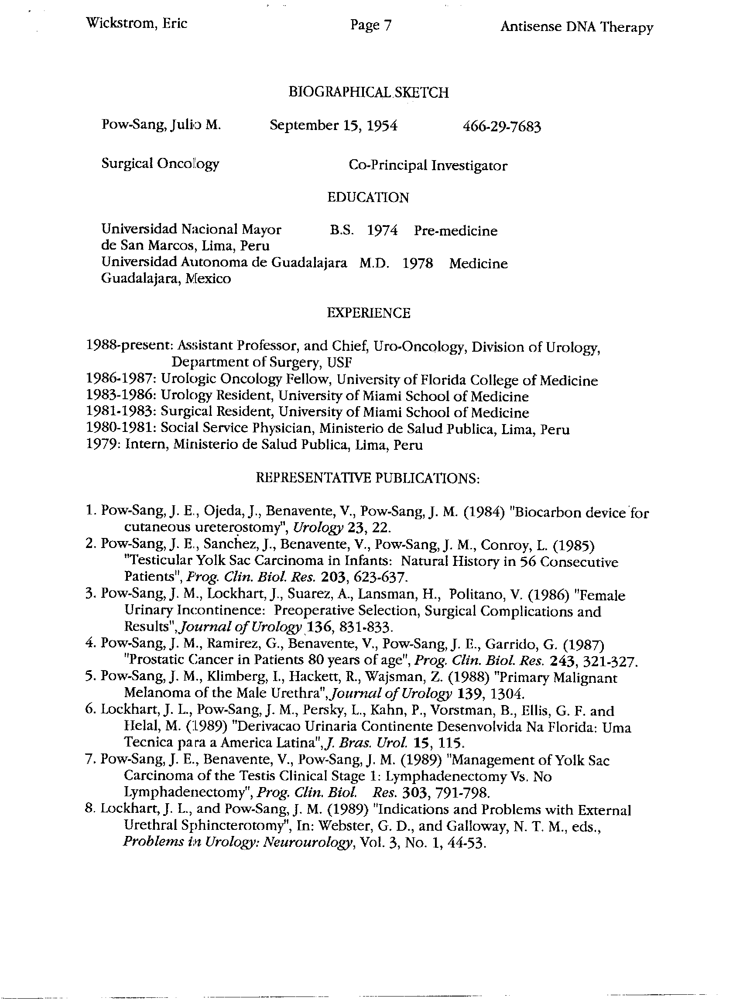 Wickstrom, Eric Page 7 Antisense DNA Therapy
BIOGRAPHICAL SKETCH
Pow-Sang, Julio M. September 15, 1954 466-29-7683
Surgical Oncology Co-Principal Investigator
EDUCATION
Universidad Nacional Mayor B.S. 1974 Pre-medicine
de San Marcos, Lima, Peru
Universidad Autonoma de Guadalajara M.D. 1978 Medicine
Guadalajara, Mexico
EXPERIENCE
1988-present: Assistant Professor, and Chief, Uro-Oncology, Division of Urology,
Department of Surgery, USF
1986-1987: Urologic Oncology Fellow, University of Florida College of Medicine
1983-1986: Urology Resident, University of Miami School of Medicine
1981-1983: Surgical Resident, University of Miami School of Medicine
1980-1981: Social Service Physician, Ministerio de Salud Publica, Lima, Peru
1979: Intern, Ministerio de Salud Publica, Lima, Peru
REPRESENTATIVE PUBLICATIONS:
1. Pow-Sang, J. E., Ojeda, J., Benavente, V., Pow-Sang, J. M. (1984) "Biocarbon device for
cutaneous ureterostomy", Urology 23, 22.
2. Pow-Sang, J. E., Sanchez, J., Benavente, V., Pow-Sang, J. M., Conroy, L. (1985)
"Testicular Yolk Sac Carcinoma in Infants: Natural History in 56 Consecutive
Patients", Prog. Clin. Biol. Res. 203, 623-637.
3. Pow-Sang, J. M., Lockhart, J., Suarez, A., Lansman, H., Politano, V. (1986) "Female
Urinary Incontinence: Preoperative Selection, Surgical Complications and
Results", Journal of Urology 136, 831-833.
4. Pow-Sang, J. M., Ramirez, G., Benavente, V., Pow-Sang, J. E., Garrido, G. (1987)
"Prostatic Cancer in Patients 80 years of age", Prog. Clin. Biol. Res. 243, 321-327.
5. Pow-Sang, J. M., Klimberg, I., Hackett, R., Wajsman, Z. (1988) "Primary Malignant
Melanoma of the Male Urethra", Journal of Urology 139, 1304.
6. Lockhart, J. L., Pow-Sang, J. M., Persky, L., Kahn, P., Vorstman, B., Ellis, G. F. and
Helal, M. (1989) "Derivacao Urinaria Continente Desenvolvida Na Florida: Uma
Tecnica para a America Latina", J. Bras. Urol. 15, 115.
7. Pow-Sang, J. E., Benavente, V., Pow-Sang, J. M. (1989) "Management of Yolk Sac
Carcinoma of the Testis Clinical Stage 1: Lymphadenectomy Vs. No
Lymphadenectomy", Prog. Clin. Biol. Res. 303, 791-798.
8. Lockhart, J. L., and Pow-Sang, J. M. (1989) "Indications and Problems with External
Urethral Sphincterotomy", In: Webster, G. D., and Galloway, N. T. M., eds.,
Problems in Urology: Neurourology, Vol. 3, No. 1, 44-53.